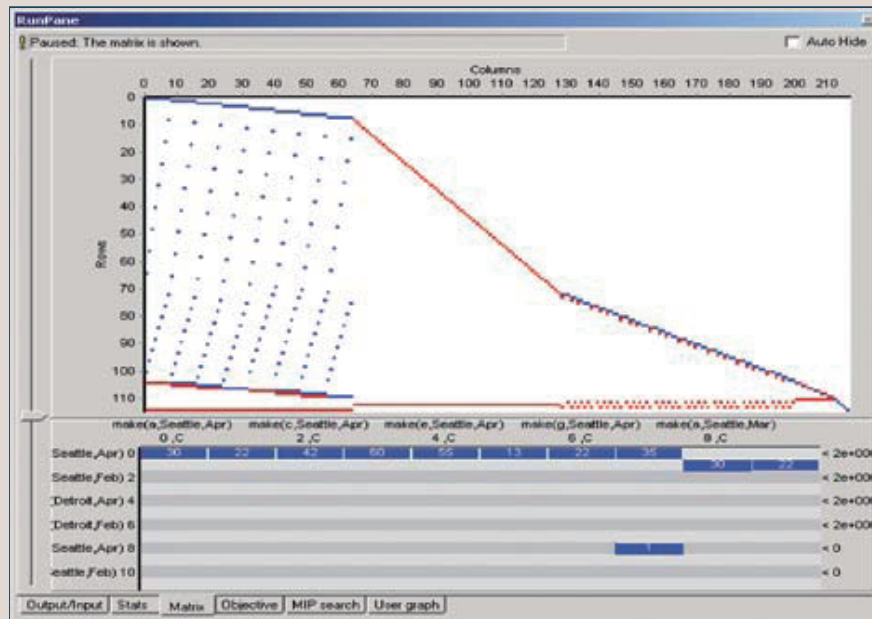 RunPane
Paused: The matrix is shown.
Auto Hide
Columns
0 10 20 30 40 50 60 70 80 90 100 110 120 130 140 150 160 170 180 190 200 210
Rows
0
10
20
30
40
50
60
70
80
90
100
110
make(a,Seattle,Apr) make(c,Seattle,Apr) make(e,Seattle,Apr) make(g,Seattle,Apr) make(a,Seattle,Mar)
0 ,C 2 ,C 4 ,C 6 ,C 8 ,C
Seattle,Apr) 0 30 22 42 60 55 13 22 35 < 2e+00
30 22
Seattle,Feb) 2 < 2e+00
Detroit,Apr) 4 < 2e+00
Detroit,Feb) 6 < 2e+00
Seattle,Apr) 8 1 < 0
eattle,Feb) 10 < 0
Output/Input Stats Matrix Objective MIP search User graph